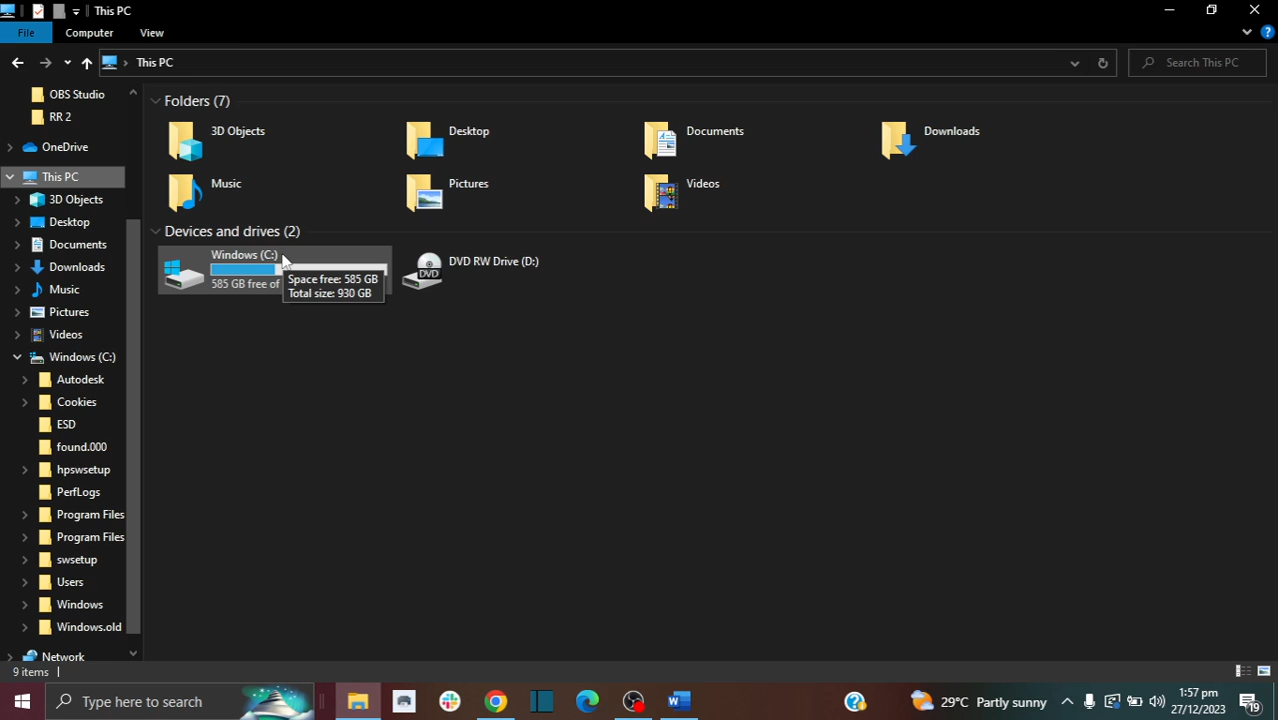 This PC
File Computer View
This PC Search This PC
OBS Studio
RR 2
OneDrive
This PC
3D Objects
Desktop
Documents
Downloads
Music
Pictures
Videos
Windows (C:)
Autodesk
Cookies
ESD
found.000
hpswsetup
PerfLogs
Program Files
Program Files
swsetup
Users
Windows
Windows.old
Network
Folders (7)
3D Objects Desktop Documents Downloads
Music Pictures Videos
Devices and drives (2)
Windows (C:)
585 GB free of
Space free: 585 GB
Total size: 930 GB
DVD RW Drive (D:)
DVD
9 items
Type here to search
29°C Partly sunny
1:57 pm
27/12/2023
19